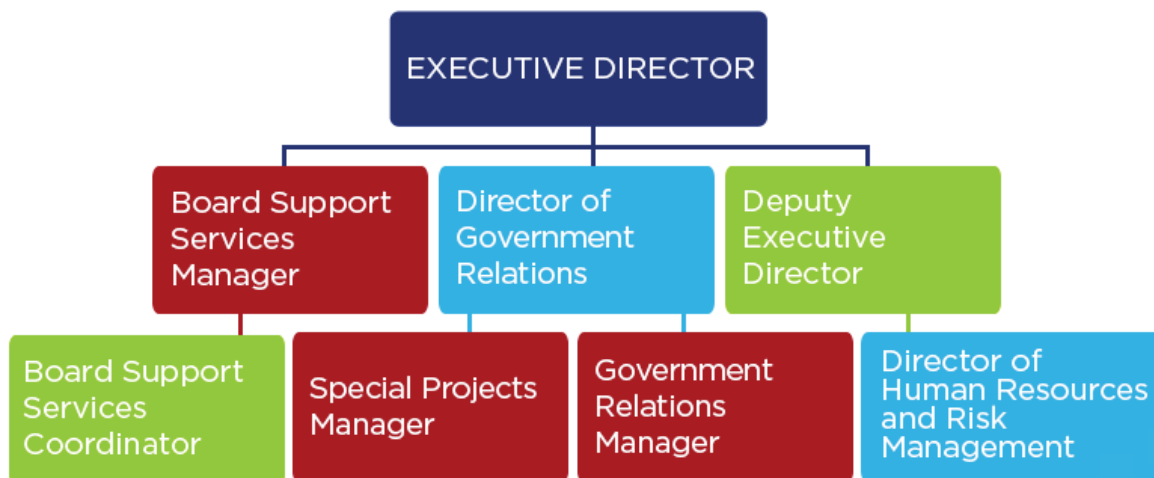 EXECUTIVE DIRECTOR
Board Support
Services
Manager
Director of
Government
Relations
Deputy
Executive
Director
Board Support
Services
Coordinator
Special Projects
Manager
Government
Relations
Manager
Director of
Human Resources
and Risk
Management